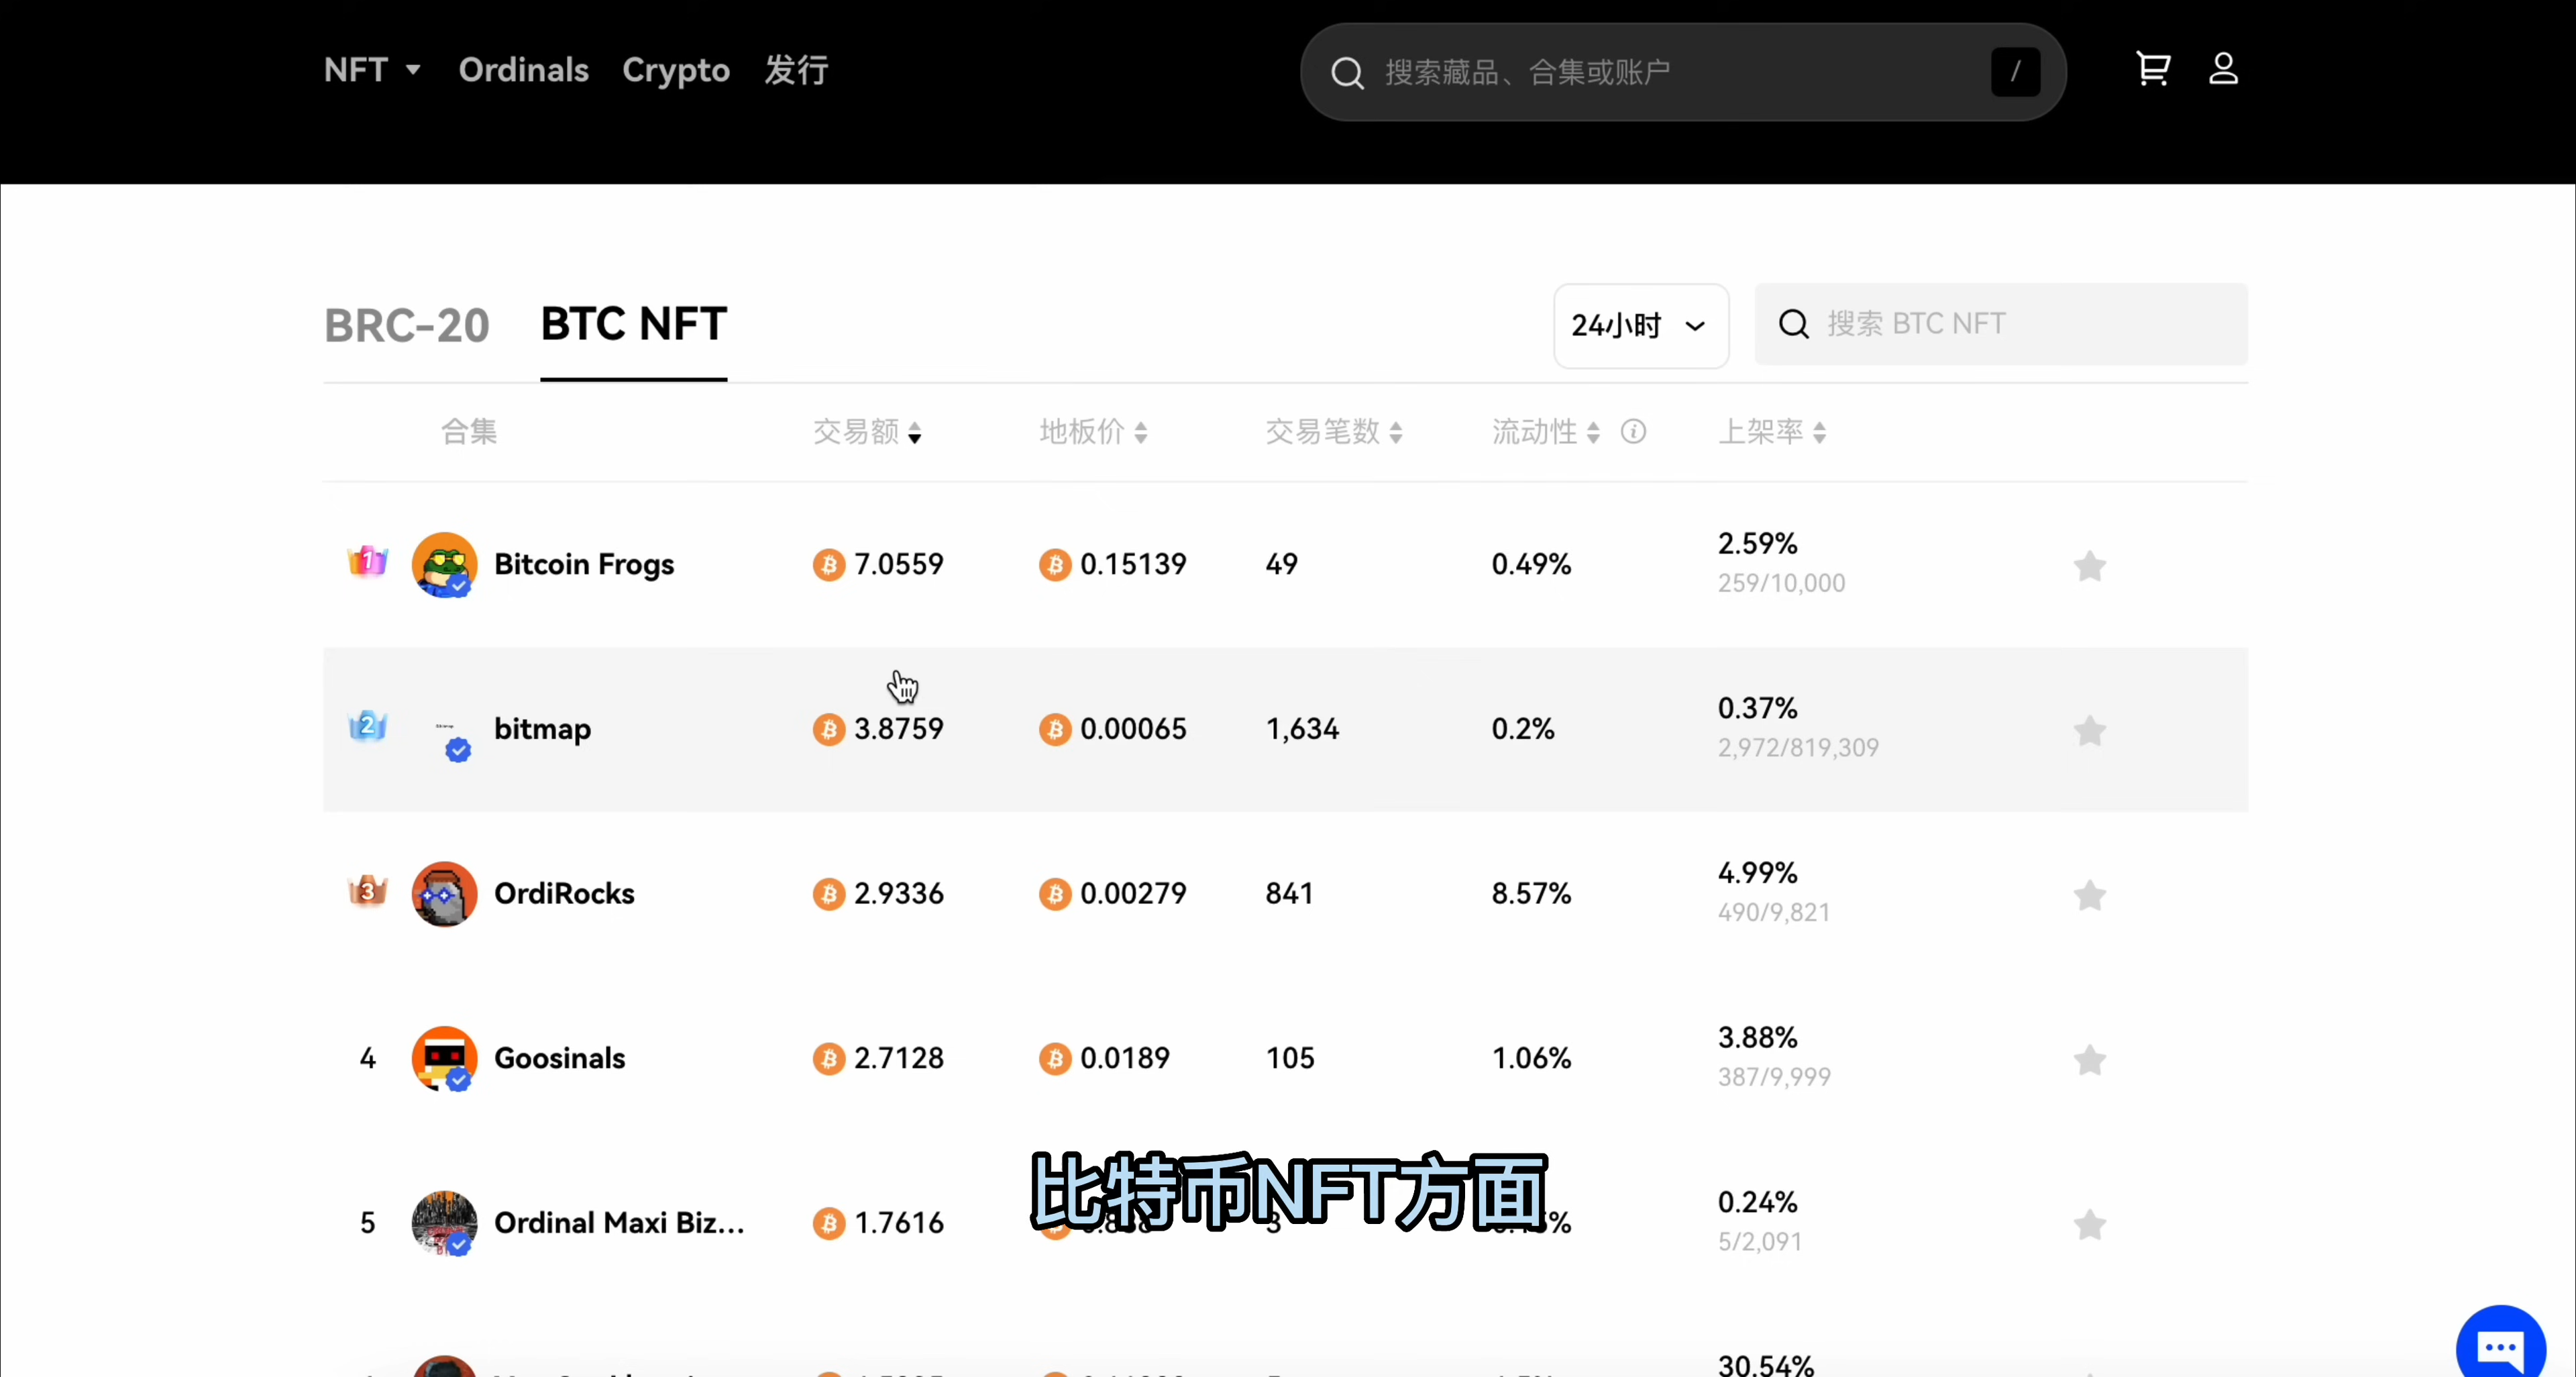 NFT Ordinals Crypto 发行 搜索藏品、合集或账户 /
BRC-20 BTC NFT 24小时 搜索 BTC NFT
合集 交易额 地板价 交易笔数 流动性 上架率
1 Bitcoin Frogs 7.0559 0.15139 49 0.49% 2.59%
259/10,000
2 bitmap 3.8759 0.00065 1,634 0.2% 0.37%
2,972/819,309
3 OrdiRocks 2.9336 0.00279 841 8.57% 4.99%
490/9,821
4 Goosinals 2.7128 0.0189 105 1.06% 3.88%
387/9,999
5 Ordinal Maxi Biz... 1.7616 0.24%
5/2,091
比特币NFT方面
30.54%